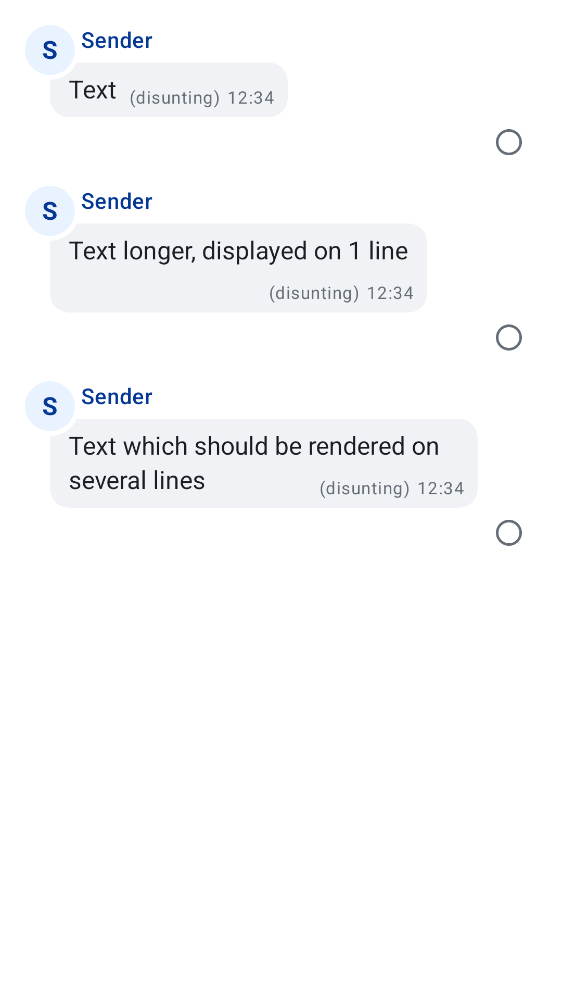 S Sender
Text (disunting) 12:34
S Sender
Text longer, displayed on 1 line
(disunting) 12:34
S Sender
Text which should be rendered on
several lines (disunting) 12:34